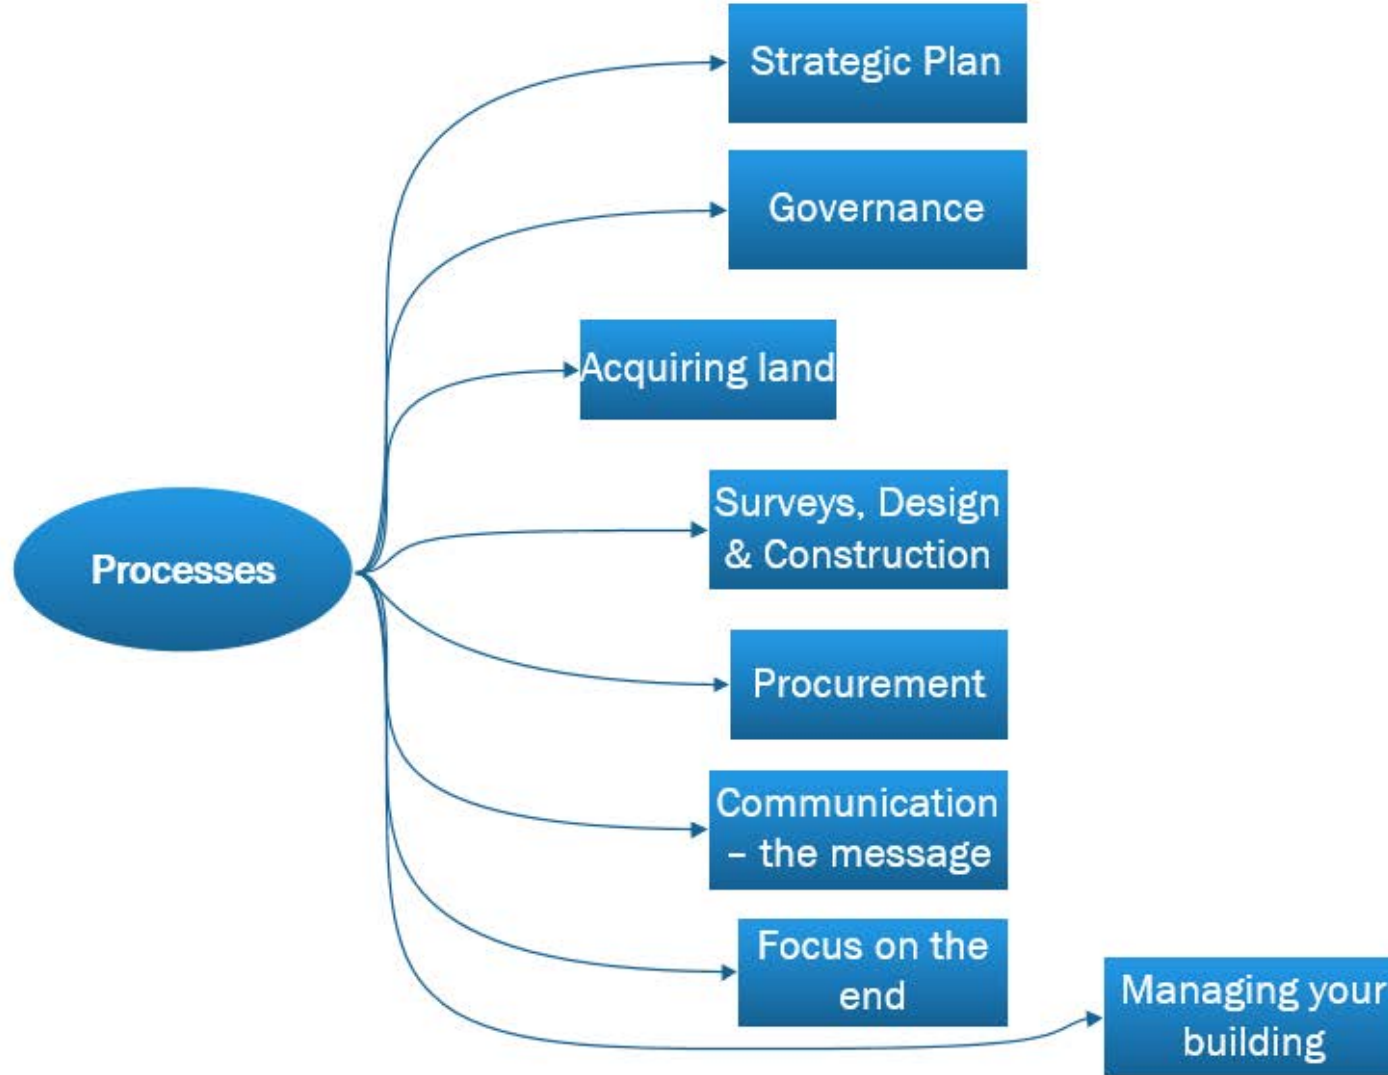 Strategic Plan
Governance
Acquiring land
Surveys, Design
& Construction
Processes
Procurement
Communication
– the message
Focus on the
end
Managing your
building